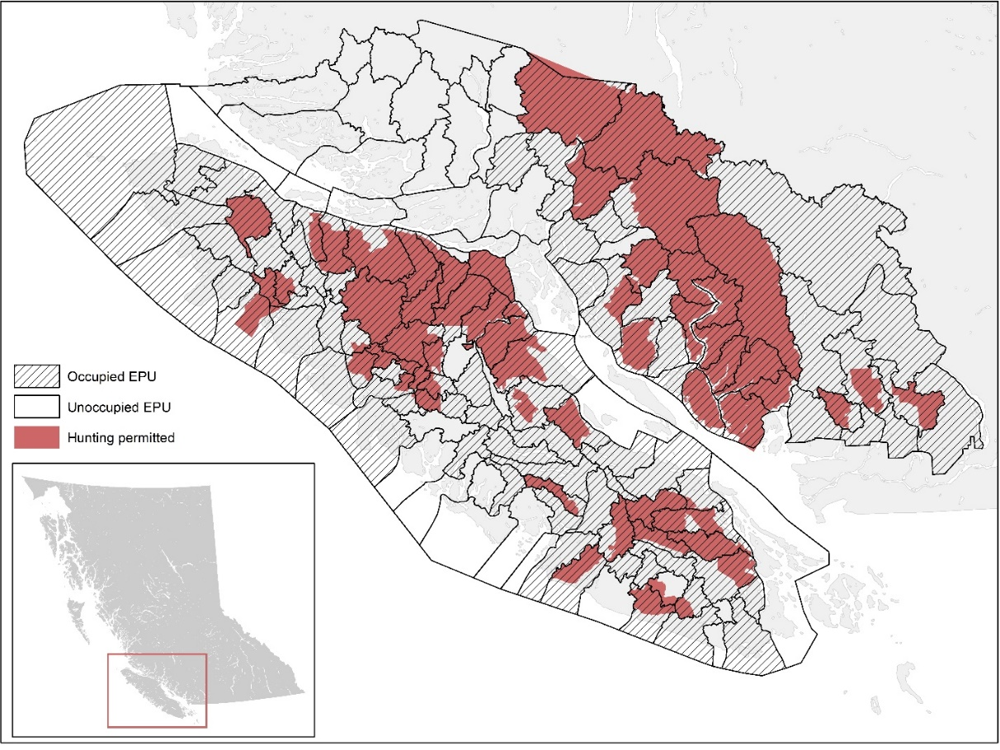 Occupied EPU
Unoccupied EPU
Hunting permitted